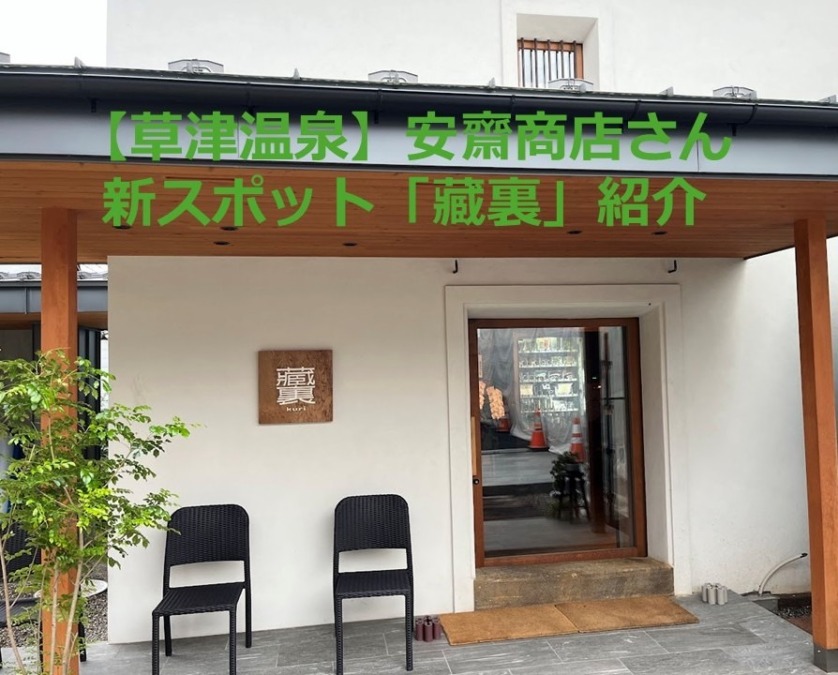 【草津温泉】安齋商店さん
新スポット「藏裏」紹介
藏
裏
kuri